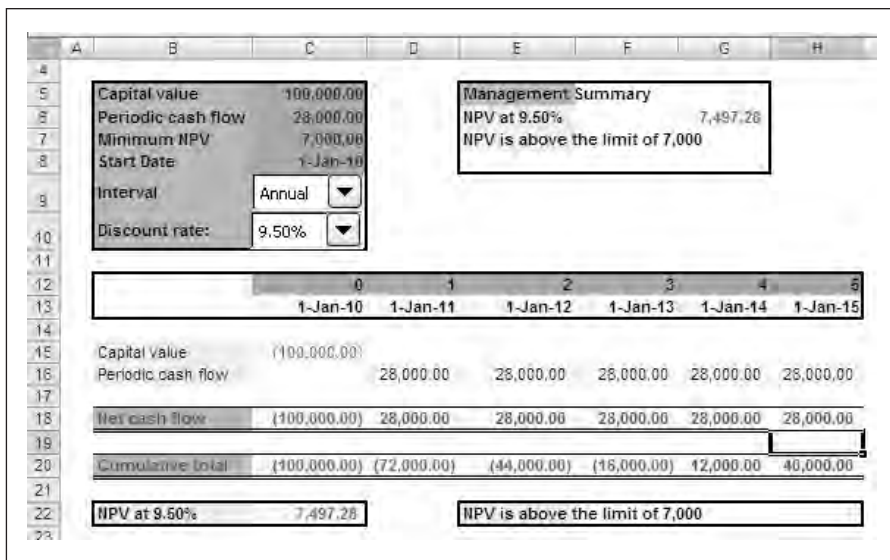 A B C D E F G H
4
5 Capital value 100,000.00 Management Summary
6 Periodic cash flow 28,000.00 NPV at 9.50% 7,497.28
7 Minimum NPV 7,000.00 NPV is above the limit of 7,000
8 Start Date 1-Jan-10
9 Interval Annual
10 Discount rate: 9.50%
11
12 0 1 2 3 4 5
13 1-Jan-10 1-Jan-11 1-Jan-12 1-Jan-13 1-Jan-14 1-Jan-15
14
15 Capital value (100,000.00)
16 Periodic cash flow 28,000.00 28,000.00 28,000.00 28,000.00 28,000.00
17
18 Net cash flow (100,000.00) 28,000.00 28,000.00 28,000.00 28,000.00 28,000.00
19
20 Cumulative total (100,000.00) (72,000.00) (44,000.00) (16,000.00) 12,000.00 40,000.00
21
22 NPV at 9.50% 7,497.28 NPV is above the limit of 7,000
23